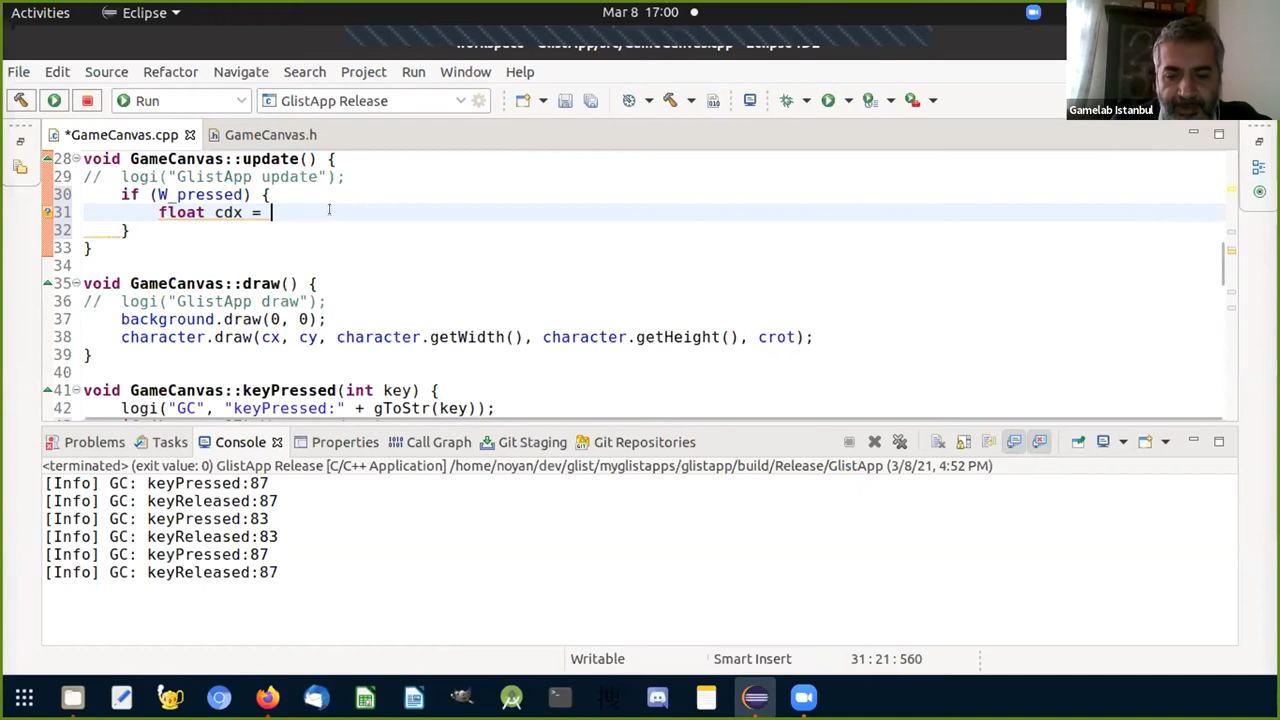 Activities
Eclipse
Mar 8 17:00
File
Edit
Source
Refactor
Navigate
Search
Project
Run
Window
Help
Run
GlistApp Release
Gamelab Istanbul
*GameCanvas.cpp
GameCanvas.h
28 void GameCanvas::update() {
29 //  logi("GlistApp update");
30     if (W_pressed) {
31         float cdx =
32     }
33 }
34
35 void GameCanvas::draw() {
36 //  logi("GlistApp draw");
37     background.draw(0, 0);
38     character.draw(cx, cy, character.getWidth(), character.getHeight(), crot);
39 }
40
41 void GameCanvas::keyPressed(int key) {
42     logi("GC", "keyPressed:" + gToStr(key));
Problems
Tasks
Console
Properties
Call Graph
Git Staging
Git Repositories
<terminated> (exit value: 0) GlistApp Release [C/C++ Application] /home/noyan/dev/glist/myglistapps/glistapp/build/Release/GlistApp (3/8/21, 4:52 PM)
[Info] GC: keyPressed:87
[Info] GC: keyReleased:87
[Info] GC: keyPressed:83
[Info] GC: keyReleased:83
[Info] GC: keyPressed:87
[Info] GC: keyReleased:87
Writable
Smart Insert
31 : 21 : 560